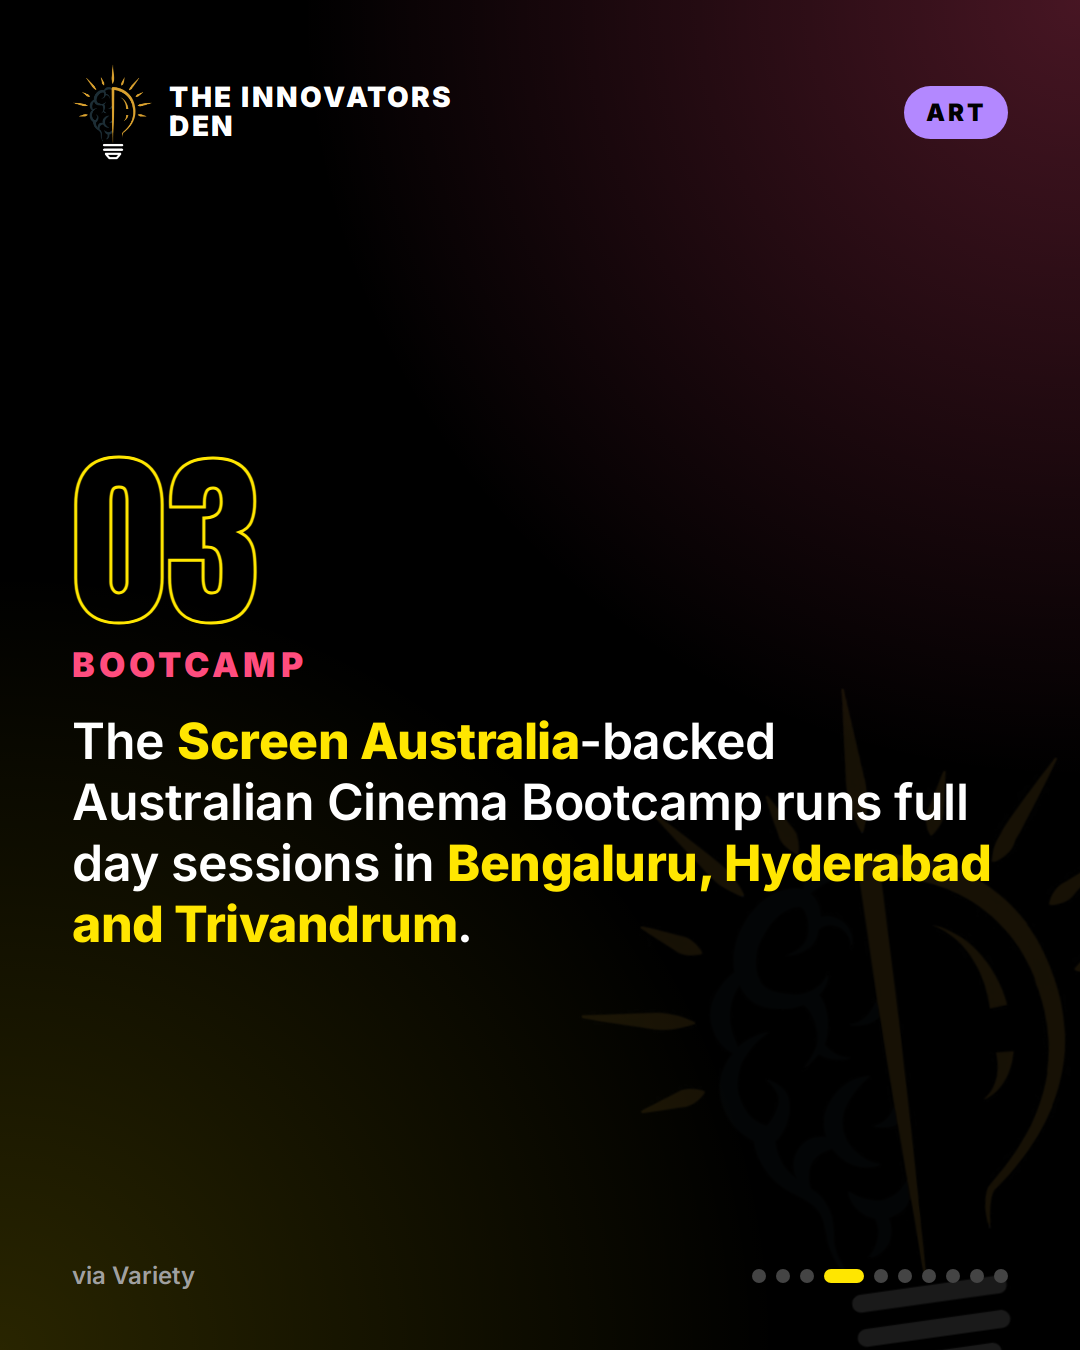 THE INNOVATORS
DEN
ART
03
BOOTCAMP
The Screen Australia-backed
Australian Cinema Bootcamp runs full
day sessions in Bengaluru, Hyderabad
and Trivandrum.
via Variety